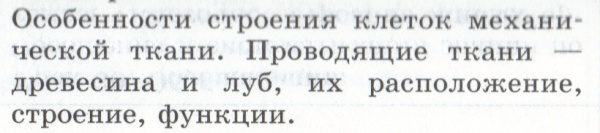 Особенности строения клеток механи-
ческой ткани. Проводящие ткани —
древесина и луб, их расположение,
строение, функции.